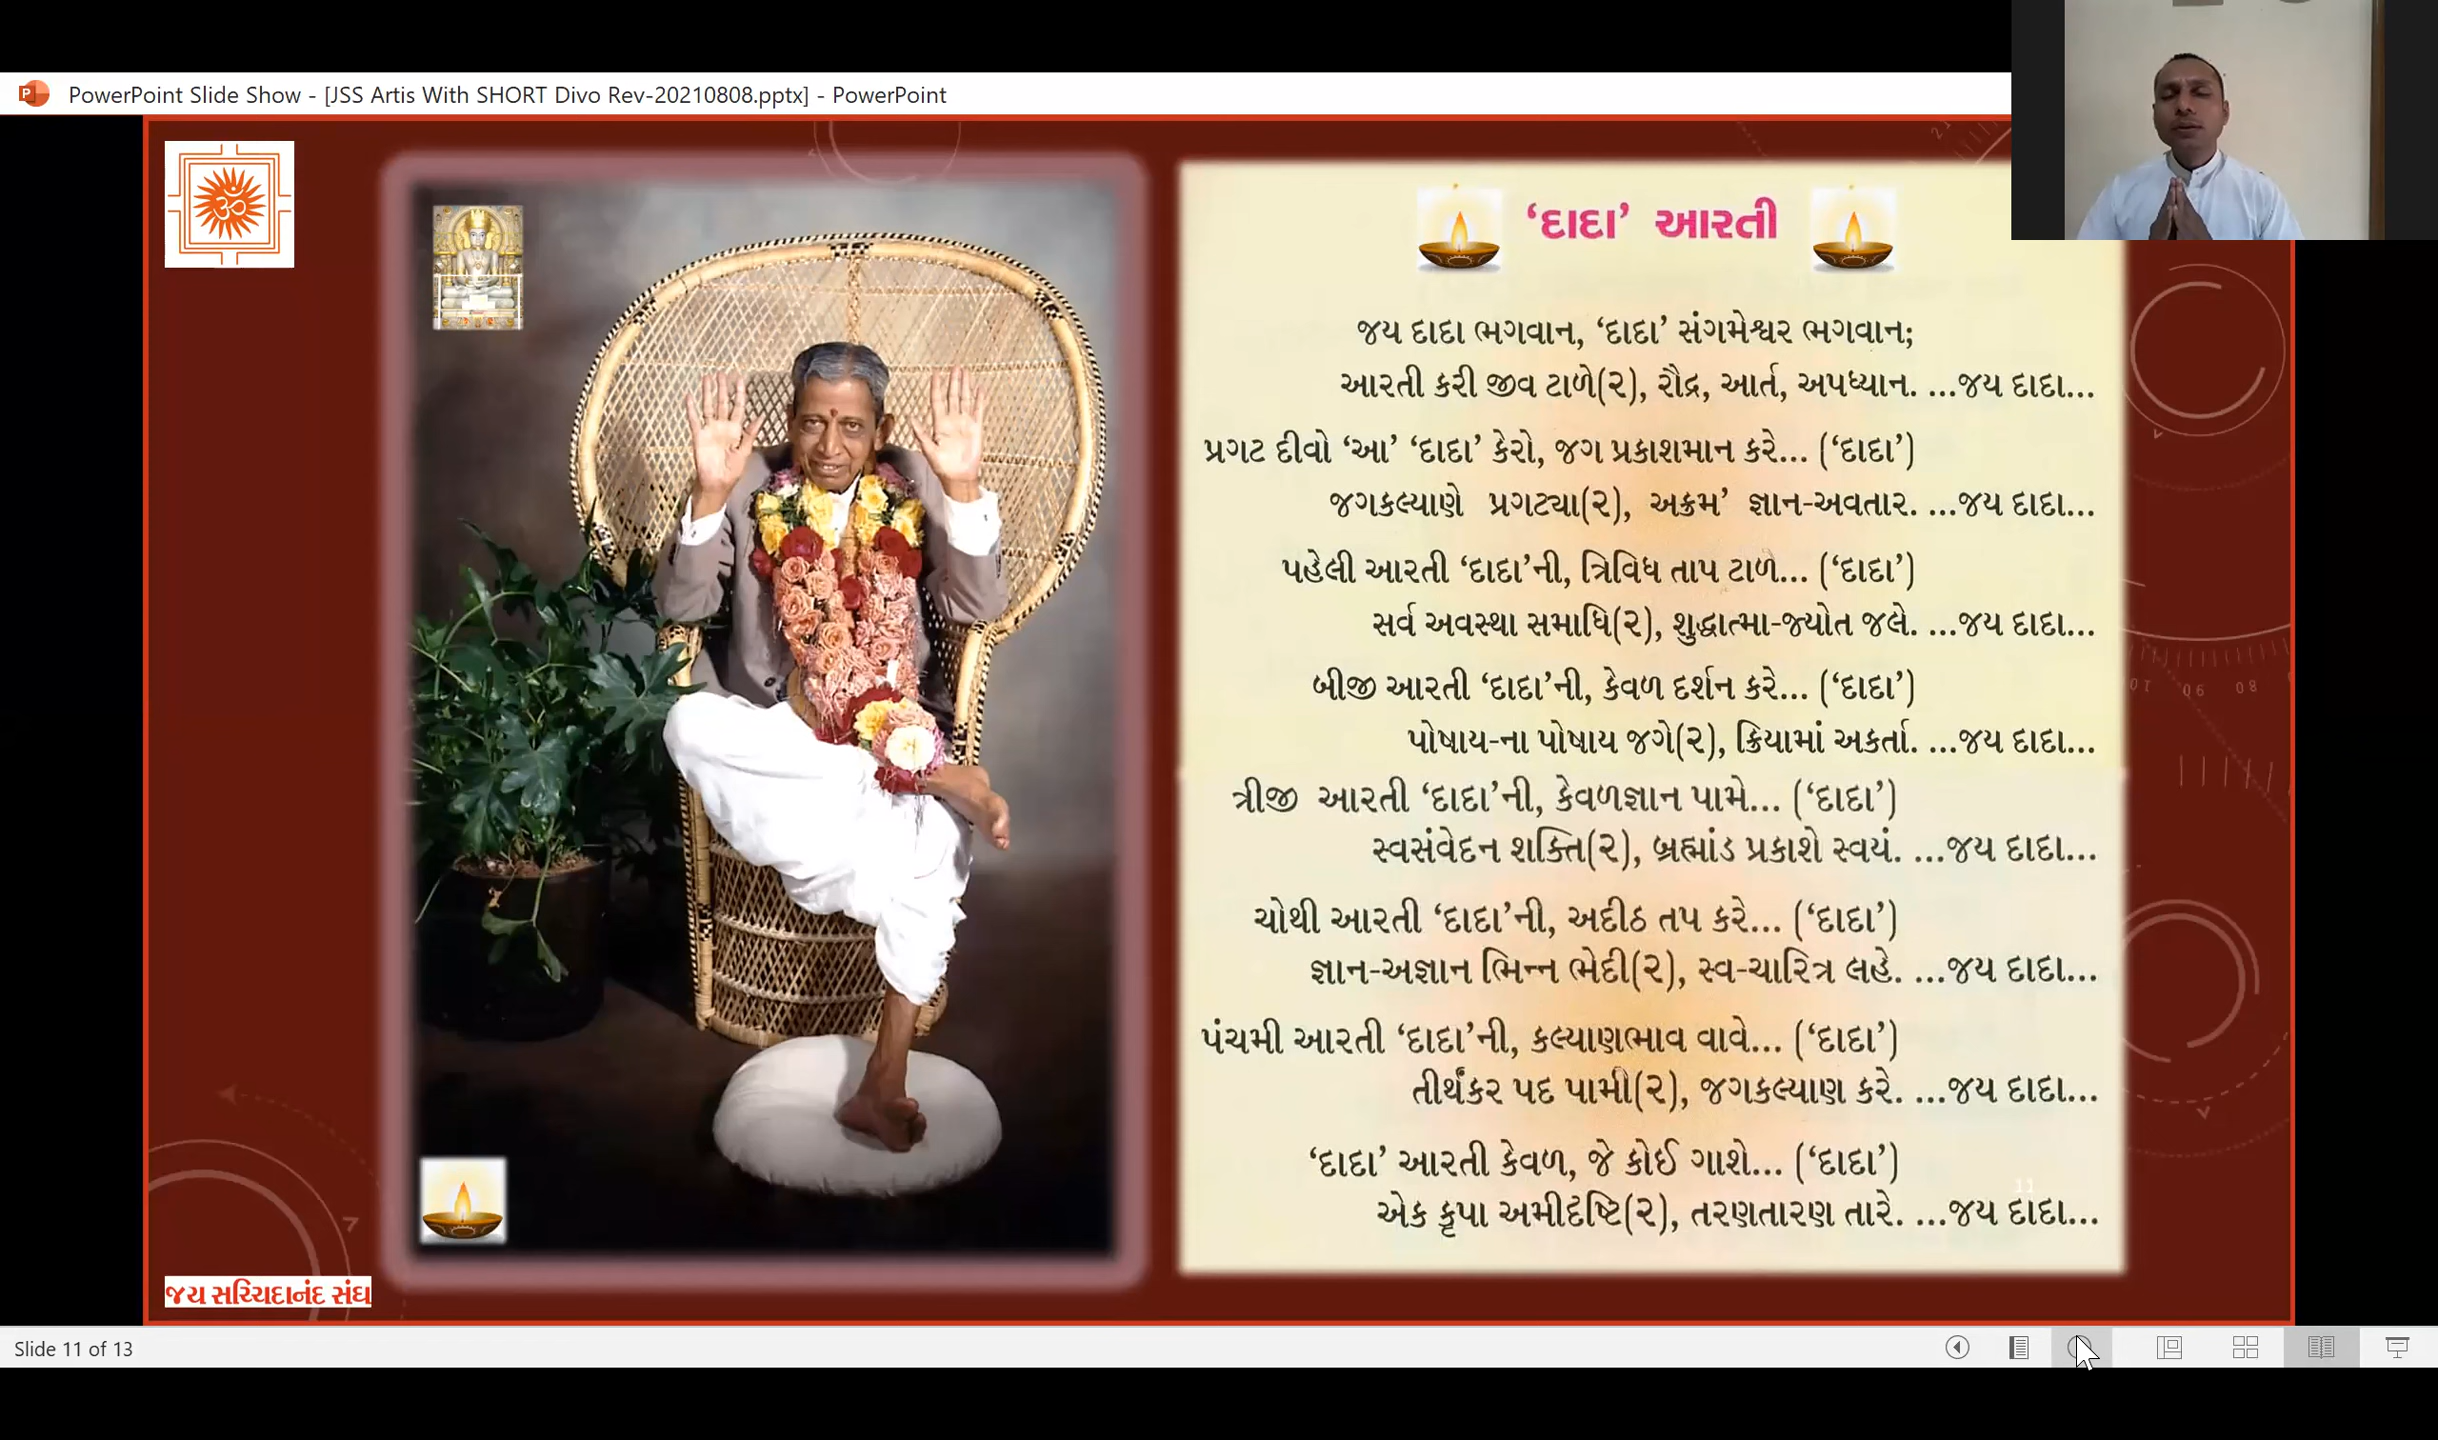 PowerPoint Slide Show - [JSS Artis With SHORT Divo Rev-20210808.pptx] - PowerPoint
‘દાદા’ આરતી
જય દાદા ભગવાન, ‘દાદા’ સંગમેશ્વર ભગવાન;
આરતી કરી જીવ ટાળે(૨), રૌદ્ર, આર્ત, અપધ્યાન. ...જય દાદા...
પ્રગટ દીવો ‘આ’ ‘દાદા’ કેરો, જગ પ્રકાશમાન કરે... (‘દાદા’)
જગકલ્યાણે પ્રગટ્યા(૨), અક્રમ’ જ્ઞાન-અવતાર. ...જય દાદા...
પહેલી આરતી ‘દાદા’ની, ત્રિવિધ તાપ ટાળે... (‘દાદા’)
સર્વ અવસ્થા સમાધિ(૨), શુદ્ધાત્મા-જ્યોત જલે. ...જય દાદા...
બીજી આરતી ‘દાદા’ની, કેવળ દર્શન કરે... (‘દાદા’)
પોષાય-ના પોષાય જગે(૨), ક્રિયામાં અકર્તા. ...જય દાદા...
ત્રીજી આરતી ‘દાદા’ની, કેવળજ્ઞાન પામે... (‘દાદા’)
સ્વસંવેદન શક્તિ(૨), બ્રહ્માંડ પ્રકાશે સ્વયં. ...જય દાદા...
ચોથી આરતી ‘દાદા’ની, અદીઠ તપ કરે... (‘દાદા’)
જ્ઞાન-અજ્ઞાન ભિન્ન ભેદી(૨), સ્વ-ચારિત્ર લહે. ...જય દાદા...
પંચમી આરતી ‘દાદા’ની, કલ્યાણભાવ વાવે... (‘દાદા’)
તીર્થંકર પદ પામી(૨), જગકલ્યાણ કરે. ...જય દાદા...
‘દાદા’ આરતી કેવળ, જે કોઈ ગાશે... (‘દાદા’)
એક કૃપા અમીદષ્ટિ(૨), તરણતારણ તારે. ...જય દાદા...
11
જય સચ્ચિદાનંદ સંઘ
Slide 11 of 13